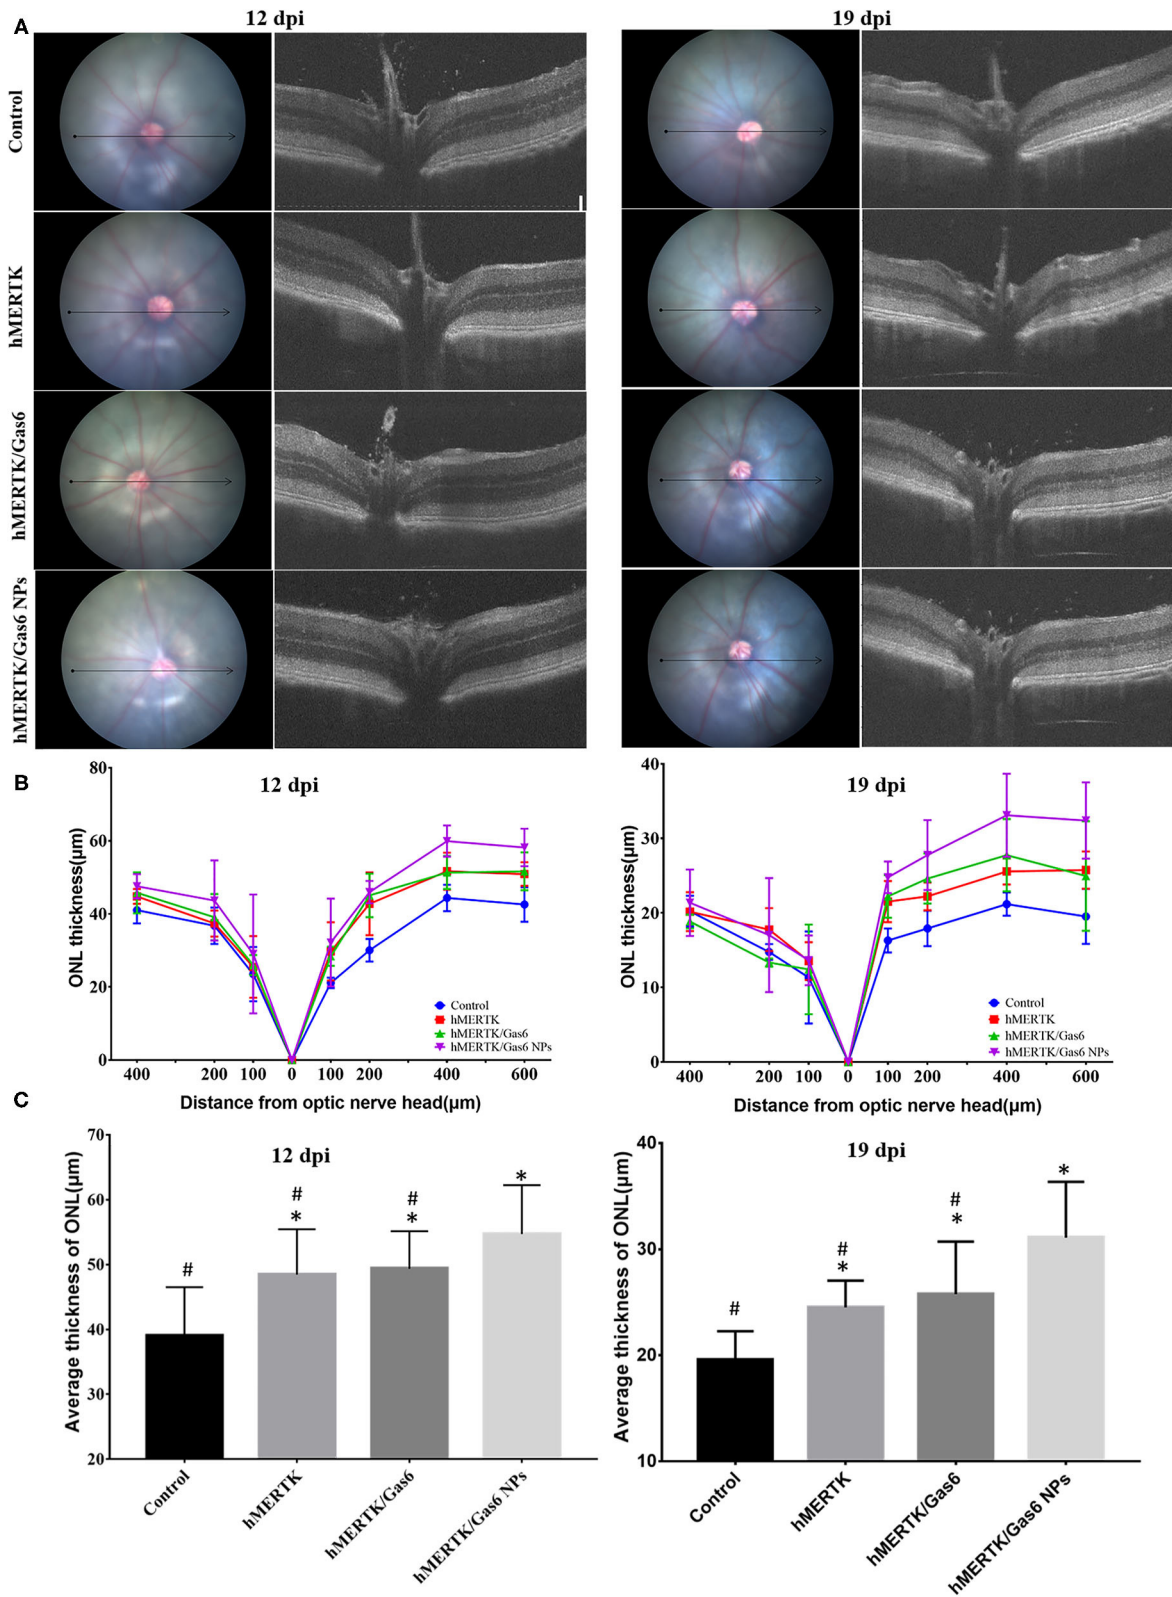 A
12 dpi
19 dpi
Control
hMERTK
hMERTK/Gas6
hMERTK/Gas6 NPs
B
12 dpi
ONL thickness(μm)
80
60
40
20
0
400 200 100 0 100 200 400 600
Distance from optic nerve head(μm)
Control
hMERTK
hMERTK/Gas6
hMERTK/Gas6 NPs
19 dpi
ONL thickness(μm)
40
30
20
10
0
400 200 100 0 100 200 400 600
Distance from optic nerve head(μm)
Control
hMERTK
hMERTK/Gas6
hMERTK/Gas6 NPs
C
12 dpi
Average thickness of ONL(μm)
70
60
50
40
30
20
#
#
*
#
*
*
Control
hMERTK
hMERTK/Gas6
hMERTK/Gas6 NPs
19 dpi
Average thickness of ONL(μm)
40
30
20
10
#
#
*
#
*
*
Control
hMERTK
hMERTK/Gas6
hMERTK/Gas6 NPs